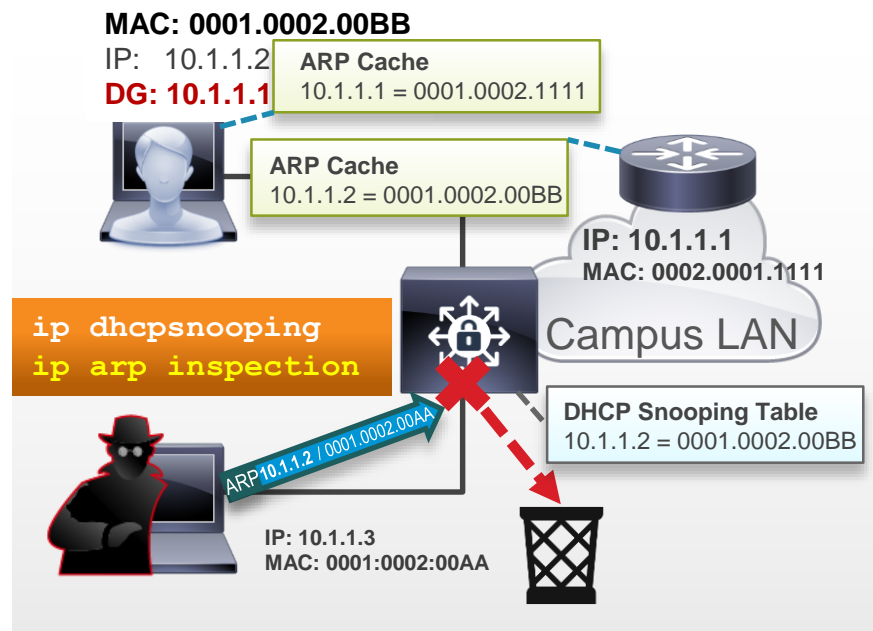 MAC: 0001.0002.00BB
IP: 10.1.1.2
DG: 10.1.1.1
ARP Cache
10.1.1.1 = 0001.0002.1111
ARP Cache
10.1.1.2 = 0001.0002.00BB
IP: 10.1.1.1
MAC: 0002.0001.1111
Campus LAN
ip dhcpsnooping
ip arp inspection
DHCP Snooping Table
10.1.1.2 = 0001.0002.00BB
ARP10.1.1.2 / 0001.0002.00AA
IP: 10.1.1.3
MAC: 0001:0002:00AA